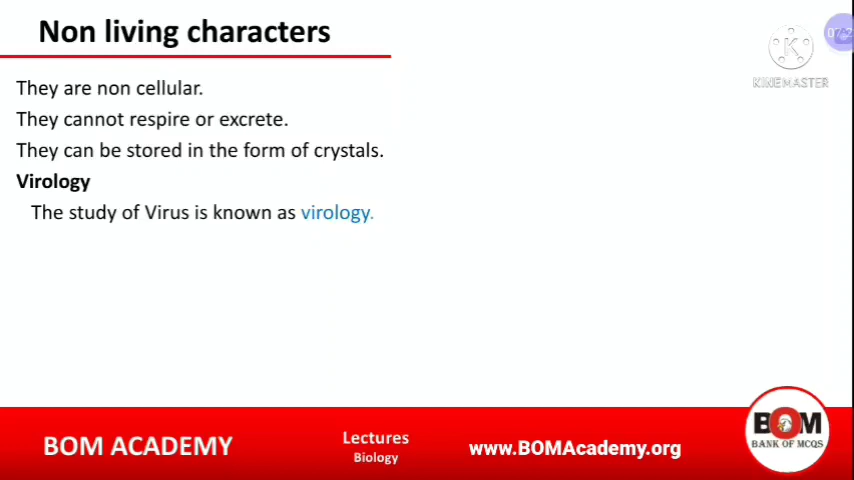 Non living characters
They are non cellular.
They cannot respire or excrete.
They can be stored in the form of crystals.
Virology
The study of Virus is known as virology.
K
KINEMASTER
BOM ACADEMY
Lectures
Biology
www.BOMAcademy.org
BOM
BANK OF MCQS